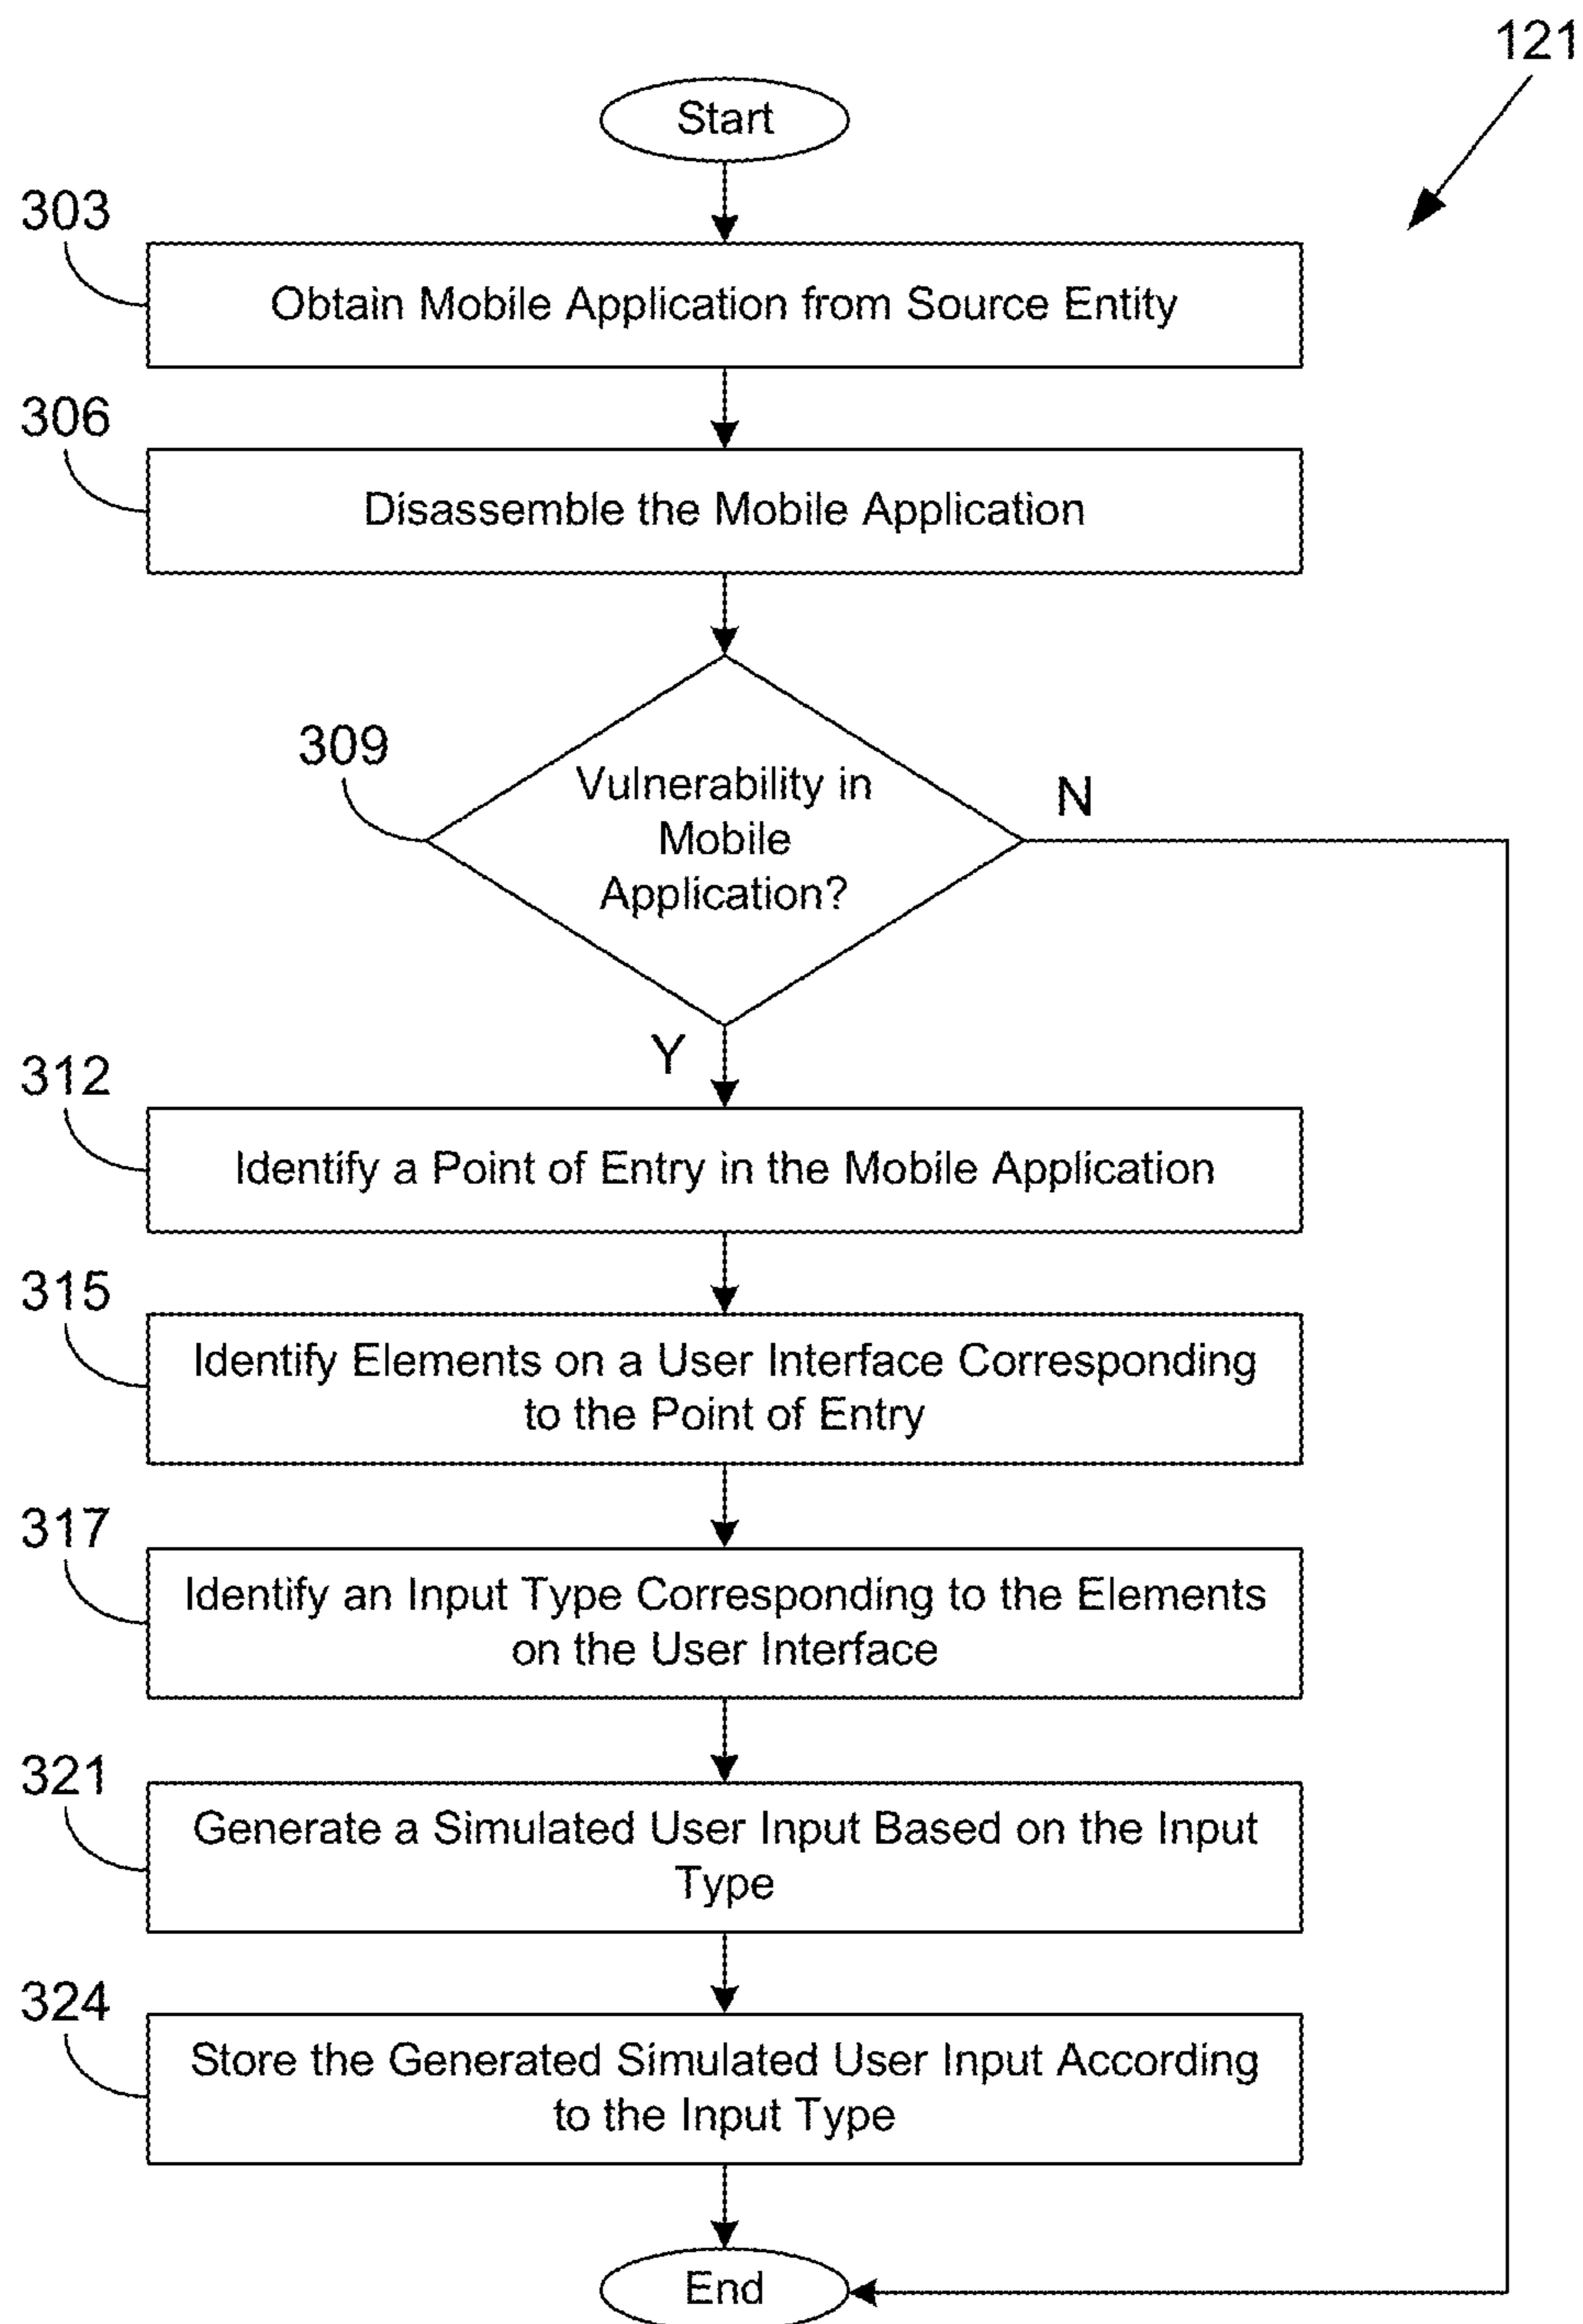 121
Start
303
Obtain Mobile Application from Source Entity
306
Disassemble the Mobile Application
309
Vulnerability in
Mobile
Application?
N
Y
312
Identify a Point of Entry in the Mobile Application
315
Identify Elements on a User Interface Corresponding
to the Point of Entry
317
Identify an Input Type Corresponding to the Elements
on the User Interface
321
Generate a Simulated User Input Based on the Input
Type
324
Store the Generated Simulated User Input According
to the Input Type
End